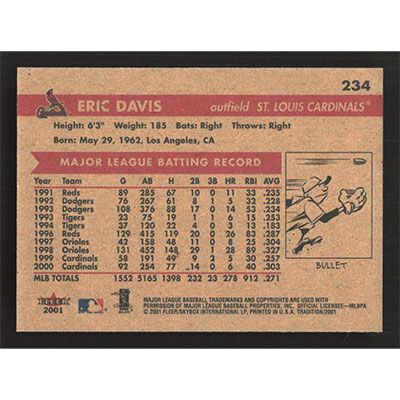 234
ERIC DAVIS outfield ST. LOUIS CARDINALS®
Height: 6'3" Weight: 185 Bats: Right Throws: Right
Born: May 29, 1962, Los Angeles, CA
MAJOR LEAGUE BATTING RECORD
Year Team G AB H 2B 3B HR RBI AVG
1991 Reds 89 285 67 10 0 11 33 .235
1992 Dodgers 76 267 61 8 1 5 32 .228
1993 Dodgers 108 376 88 17 0 14 53 .234
1993 Tigers 23 75 19 1 1 6 15 .253
1994 Tigers 37 120 22 4 0 3 13 .183
1996 Reds 129 415 119 20 0 26 83 .287
1997 Orioles 42 158 48 11 0 8 25 .304
1998 Orioles 131 452 148 29 1 28 89 .327
1999 Cardinals 58 191 49 9 2 5 30 .257
2000 Cardinals 92 254 77 14 0 6 40 .303
MLB TOTALS 1552 5165 1398 232 23 278 912 .271
BULLET
FLEER
2001
MAJOR LEAGUE BASEBALL TRADEMARKS AND COPYRIGHTS ARE USED WITH
PERMISSION OF MAJOR LEAGUE BASEBALL PROPERTIES, INC. OFFICIAL LICENSEE—MLBPA
© 2001 FLEER/SKYBOX INTERNATIONAL LP, PRINTED IN U.S.A. TRADITION/2001